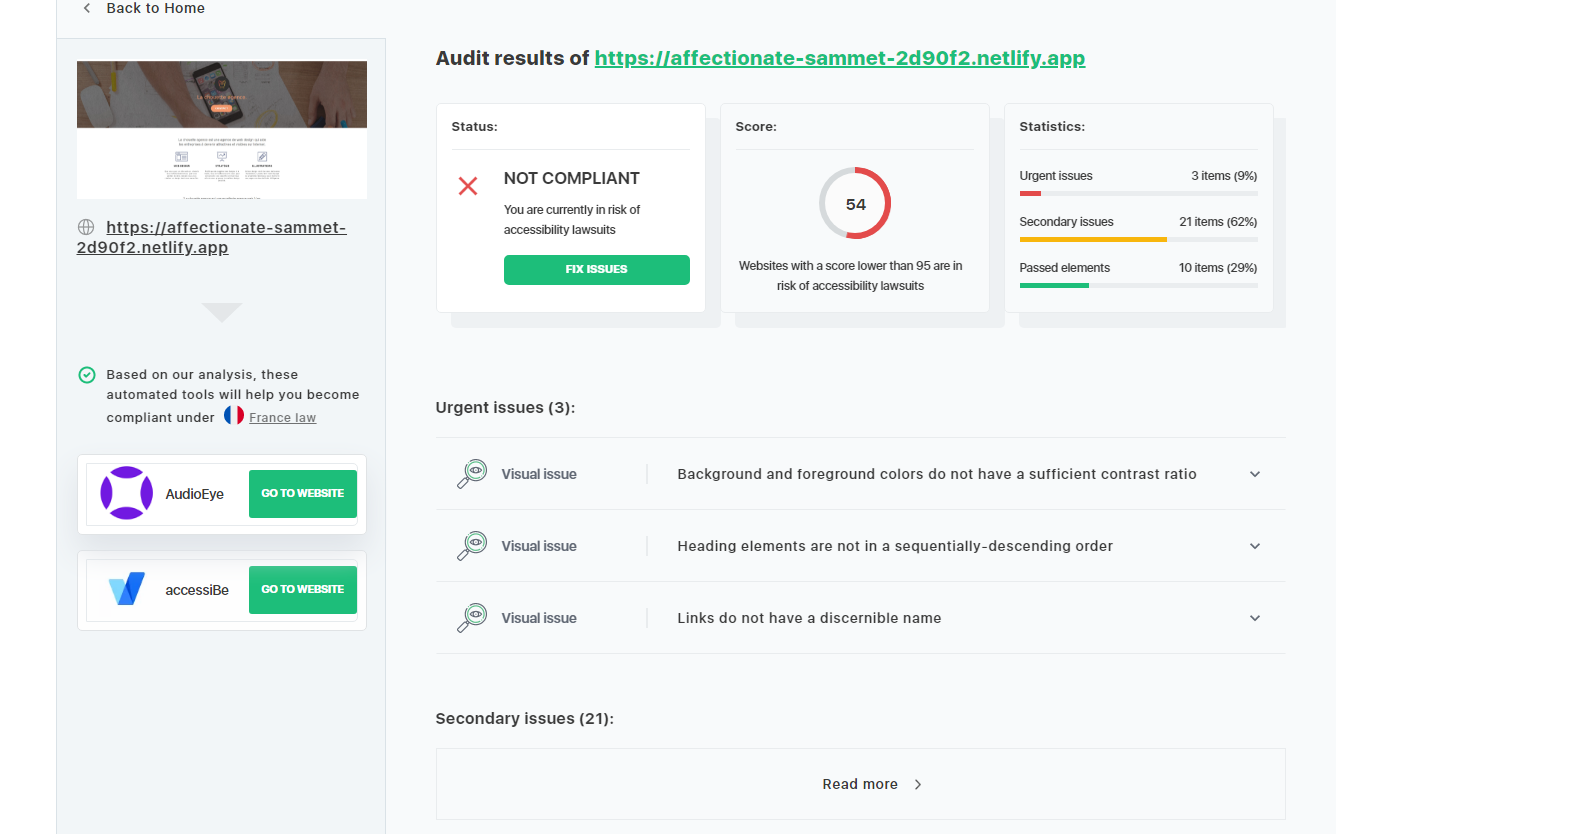 Back to Home
https://affectionate-sammet-
2d90f2.netlify.app
Based on our analysis, these
automated tools will help you become
compliant under France law
AudioEye
GO TO WEBSITE
accessiBe
GO TO WEBSITE
Audit results of https://affectionate-sammet-2d90f2.netlify.app
Status:
NOT COMPLIANT
You are currently in risk of
accessibility lawsuits
FIX ISSUES
Score:
54
Websites with a score lower than 95 are in
risk of accessibility lawsuits
Statistics:
Urgent issues 3 items (9%)
Secondary issues 21 items (62%)
Passed elements 10 items (29%)
Urgent issues (3):
Visual issue Background and foreground colors do not have a sufficient contrast ratio
Visual issue Heading elements are not in a sequentially-descending order
Visual issue Links do not have a discernible name
Secondary issues (21):
Read more